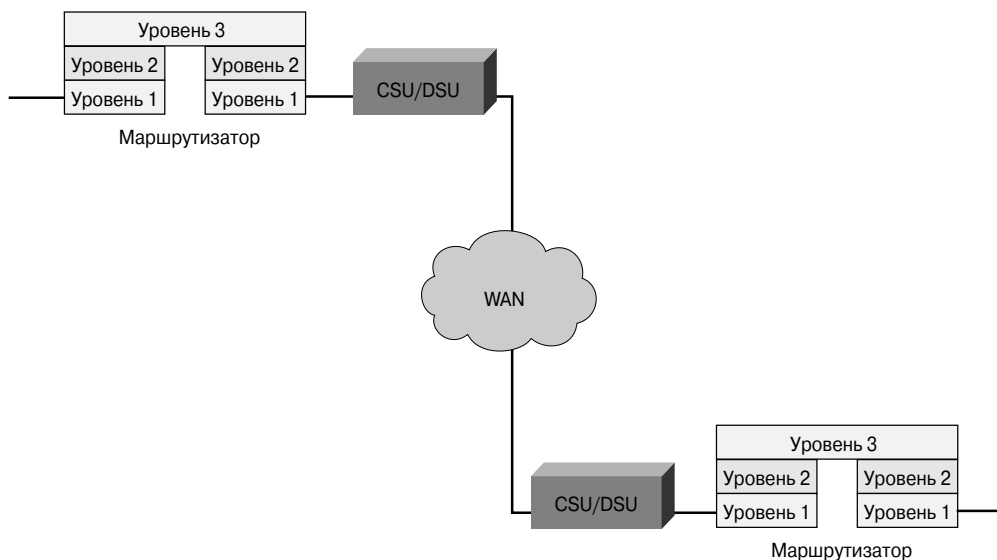 Уровень 3
Уровень 2 Уровень 2
Уровень 1 Уровень 1
CSU/DSU
Маршрутизатор
WAN
Уровень 3
Уровень 2 Уровень 2
CSU/DSU
Уровень 1 Уровень 1
Маршрутизатор